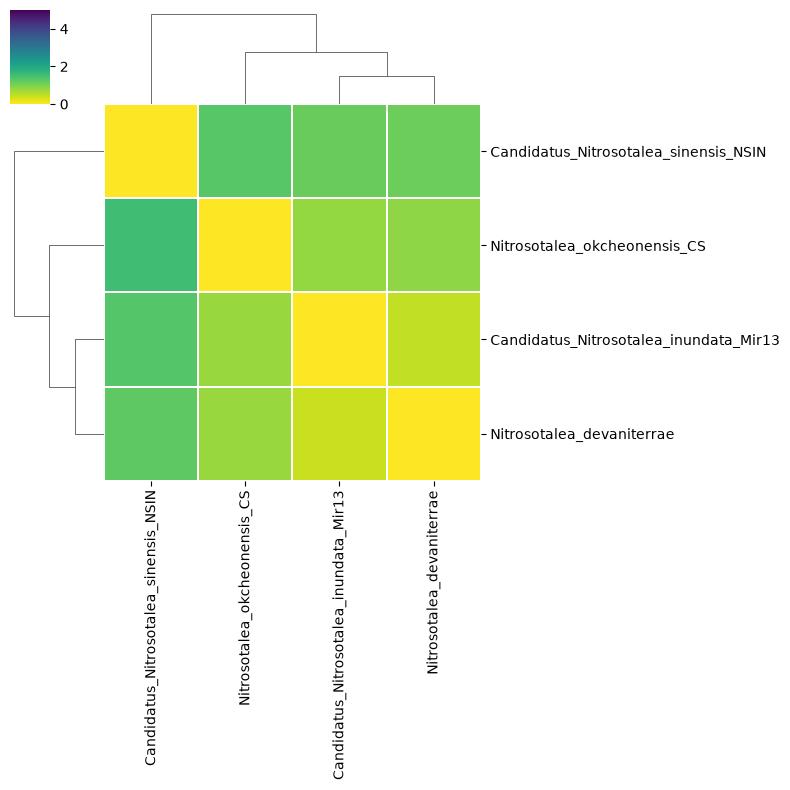 4
2
0
Candidatus_Nitrosotalea_sinensis_NSIN
Nitrosotalea_okcheonensis_CS
Candidatus_Nitrosotalea_inundata_Mir13
Nitrosotalea_devaniterrae
Candidatus_Nitrosotalea_sinensis_NSIN
Nitrosotalea_okcheonensis_CS
Candidatus_Nitrosotalea_inundata_Mir13
Nitrosotalea_devaniterrae